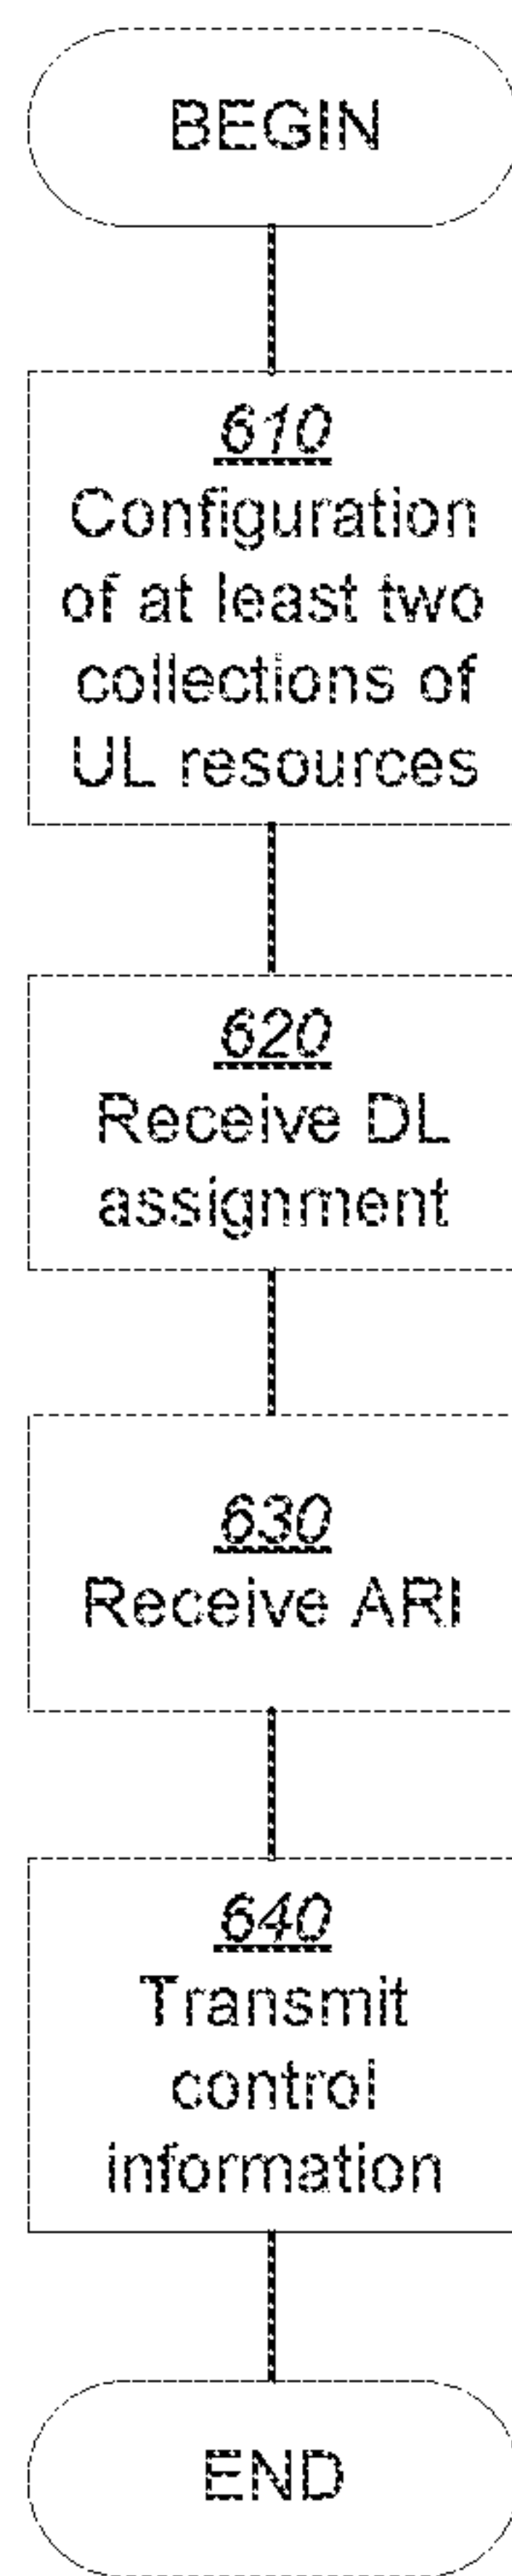 BEGIN
610
Configuration
of at least two
collections of
UL resources
620
Receive DL
assignment
630
Receive ARI
640
Transmit
control
information
END